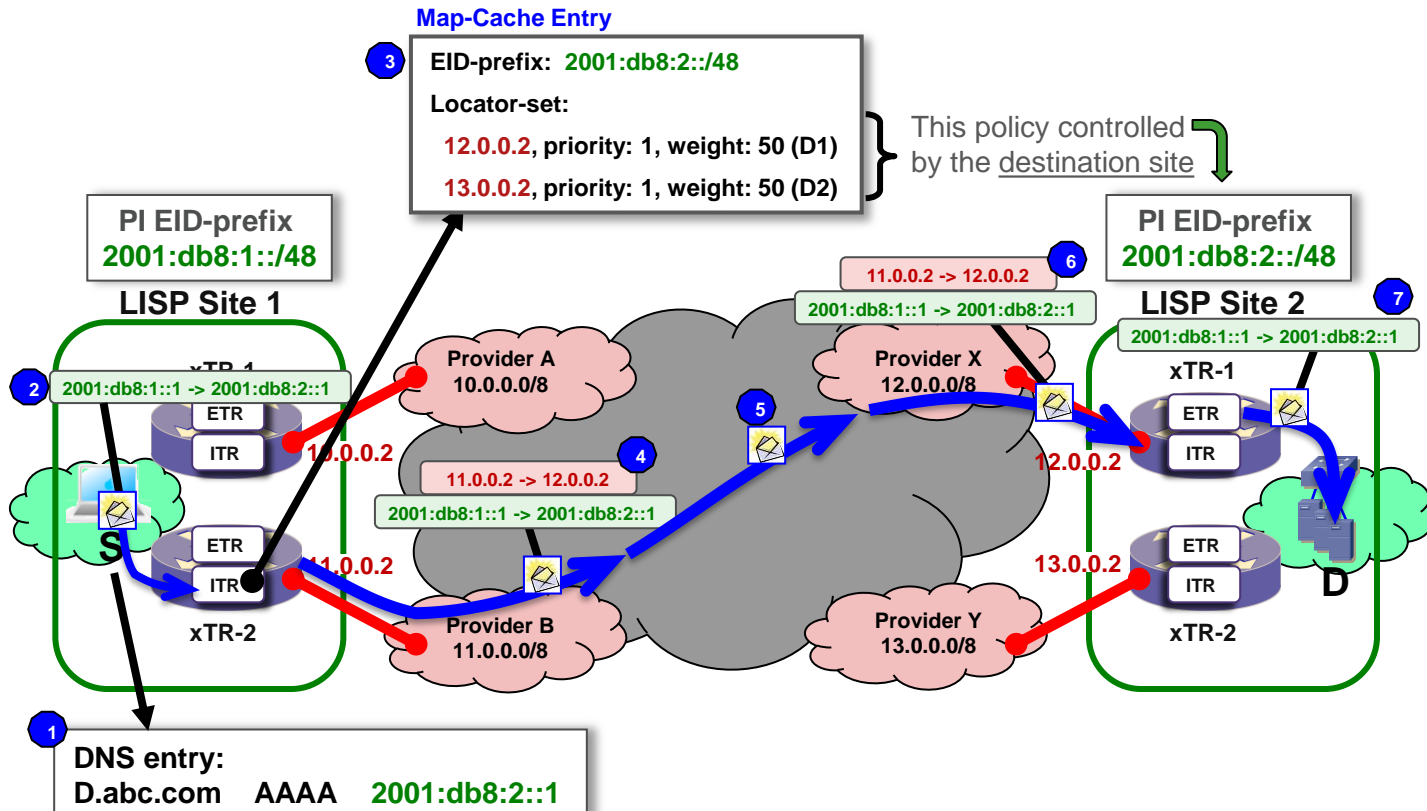 Map-Cache Entry
3
EID-prefix: 2001:db8:2::/48
Locator-set:
12.0.0.2, priority: 1, weight: 50 (D1)
13.0.0.2, priority: 1, weight: 50 (D2)
This policy controlled
by the destination site
PI EID-prefix
2001:db8:1::/48
LISP Site 1
PI EID-prefix
2001:db8:2::/48
LISP Site 2
6
11.0.0.2 -> 12.0.0.2
2001:db8:1::1 -> 2001:db8:2::1
7
2001:db8:1::1 -> 2001:db8:2::1
2
xTR-1
2001:db8:1::1 -> 2001:db8:2::1
ETR
ITR
10.0.0.2
Provider A
10.0.0.0/8
Provider X
12.0.0.0/8
xTR-1
ETR
ITR
12.0.0.2
5
4
11.0.0.2 -> 12.0.0.2
2001:db8:1::1 -> 2001:db8:2::1
S
ETR
ITR
11.0.0.2
xTR-2
Provider B
11.0.0.0/8
Provider Y
13.0.0.0/8
13.0.0.2
ETR
ITR
xTR-2
D
1
DNS entry:
D.abc.com AAAA 2001:db8:2::1